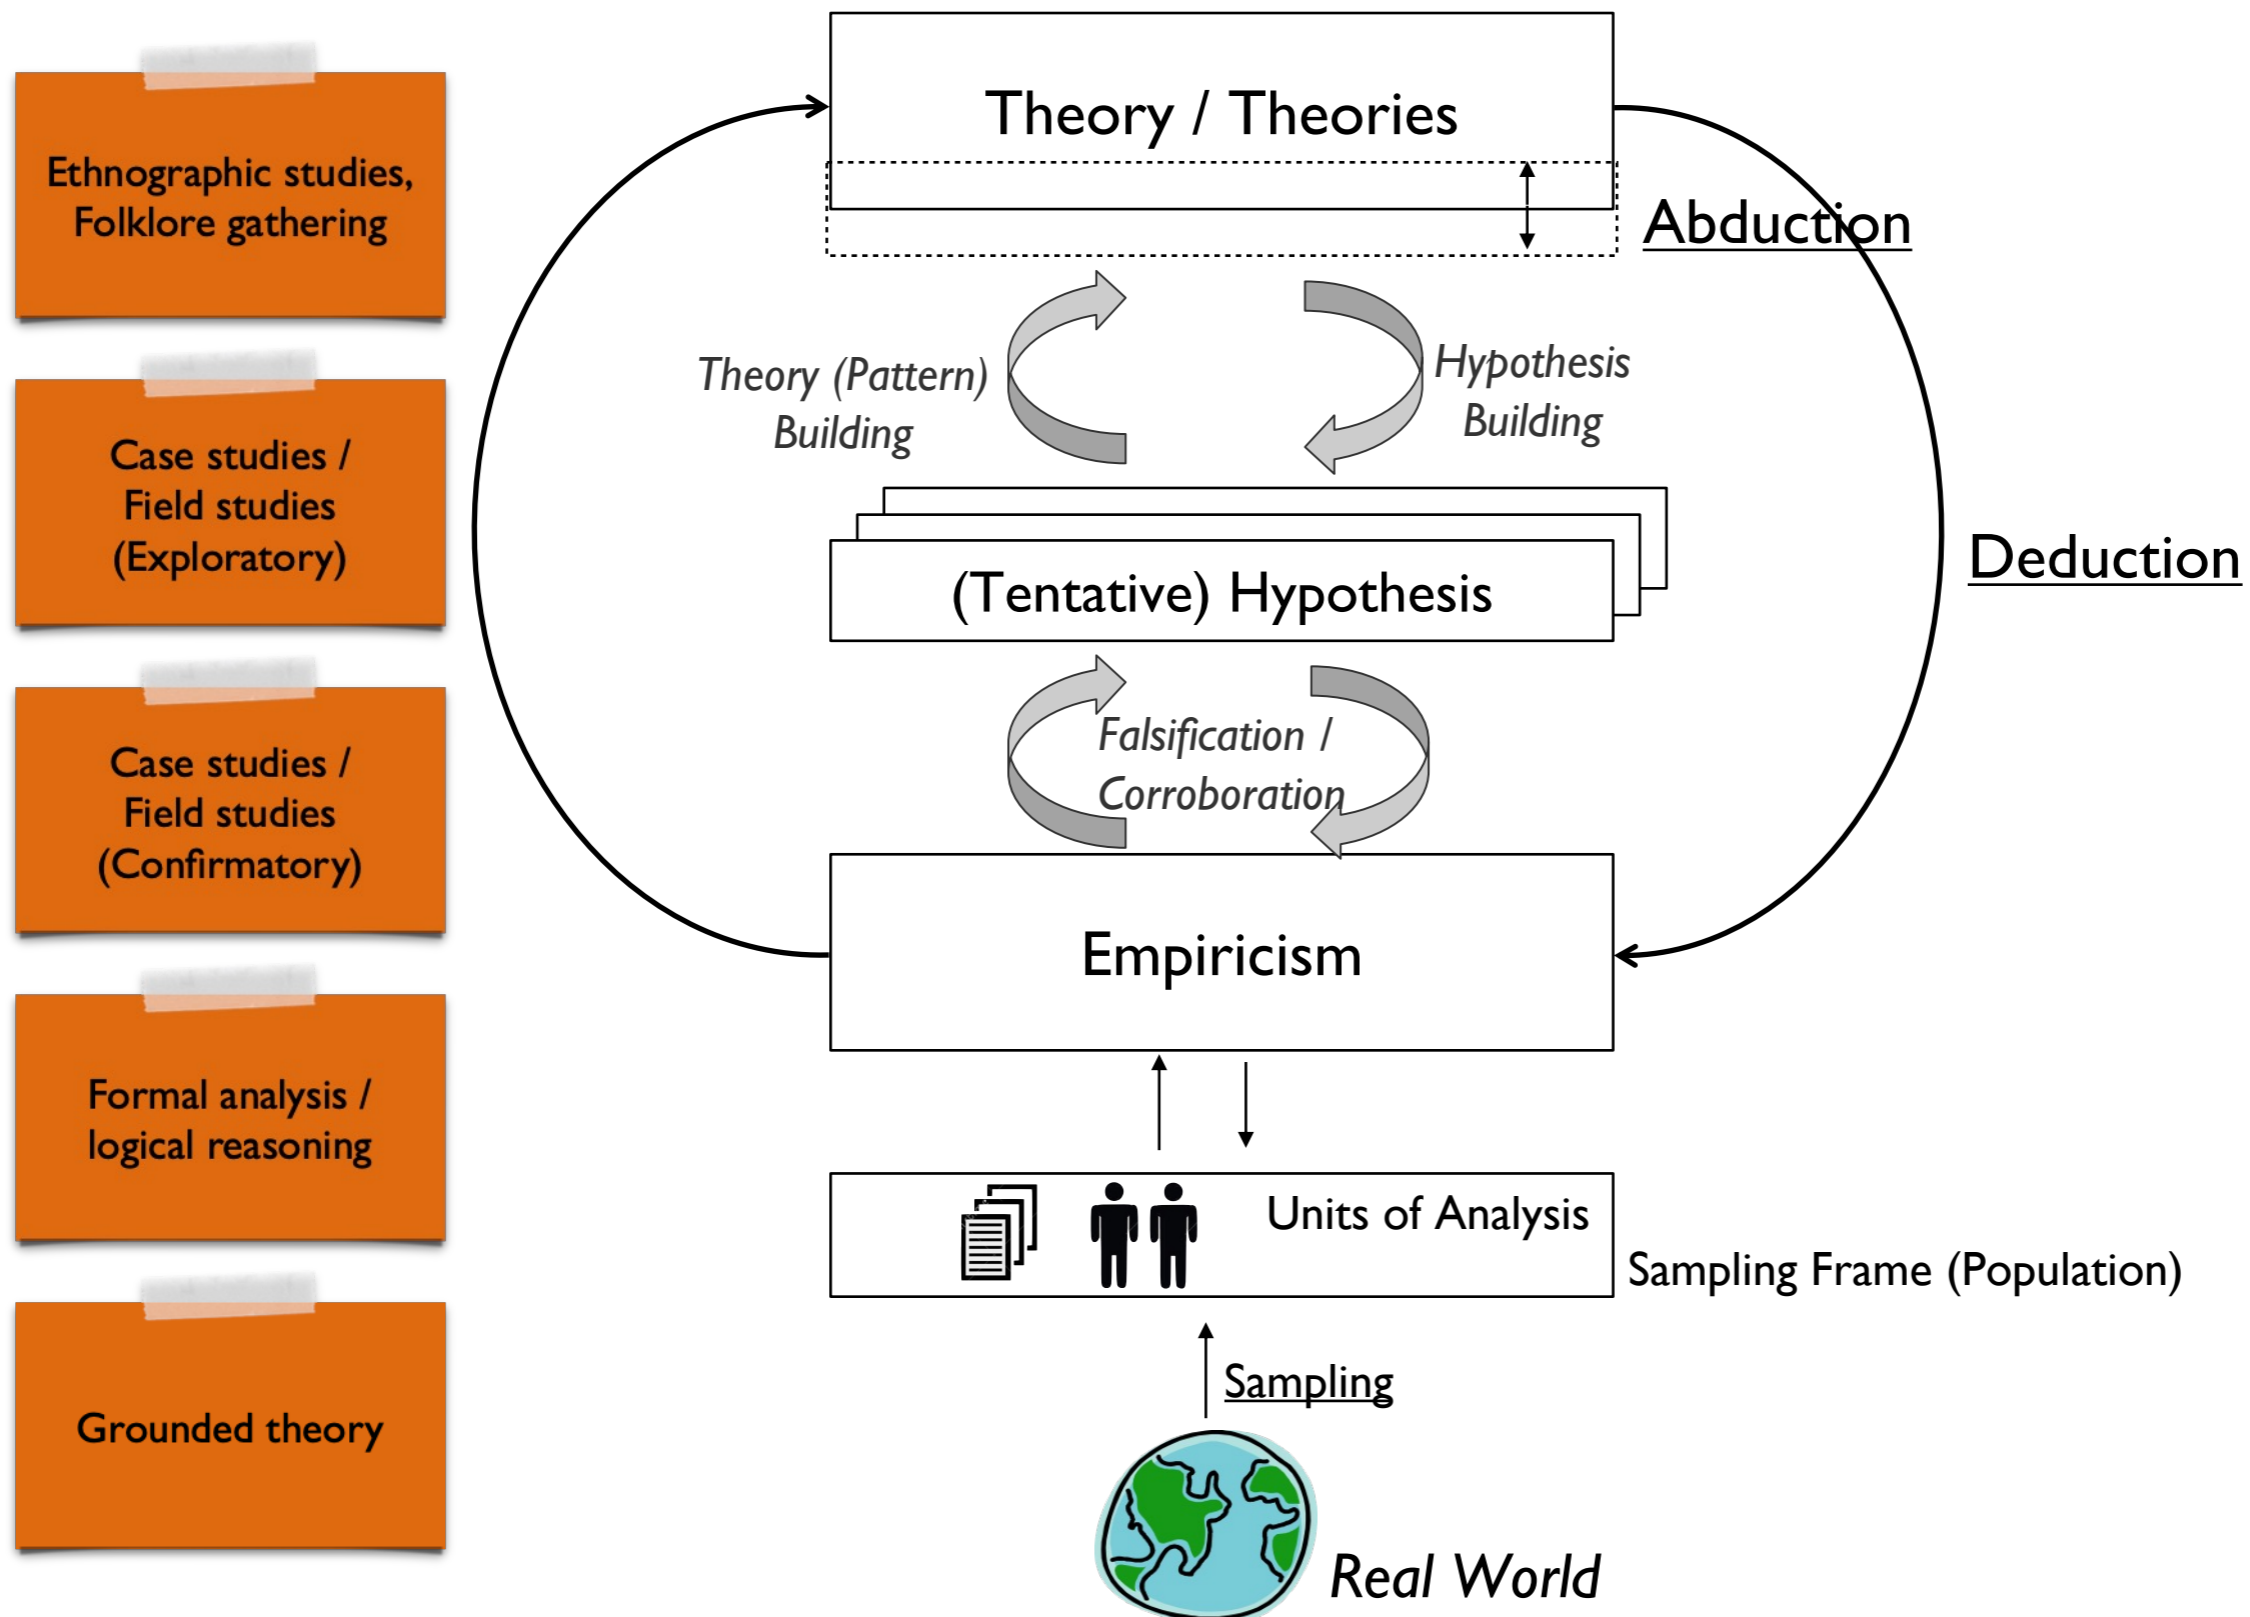 Ethnographic studies,
Folklore gathering
Case studies /
Field studies
(Exploratory)
Case studies /
Field studies
(Confirmatory)
Formal analysis /
logical reasoning
Grounded theory
Theory / Theories
Abduction
Theory (Pattern)
Building
Hypothesis
Building
(Tentative) Hypothesis
Deduction
Falsification /
Corroboration
Empiricism
Units of Analysis
Sampling Frame (Population)
Sampling
Real World